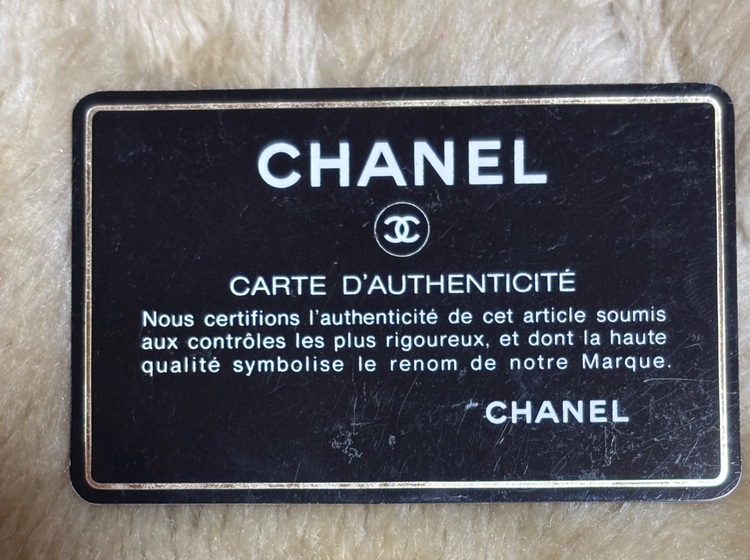 CHANEL
CARTE D'AUTHENTICITÉ
Nous certifions l'authenticité de cet article soumis
aux contrôles les plus rigoureux, et dont la haute
qualité symbolise le renom de notre Marque.
CHANEL